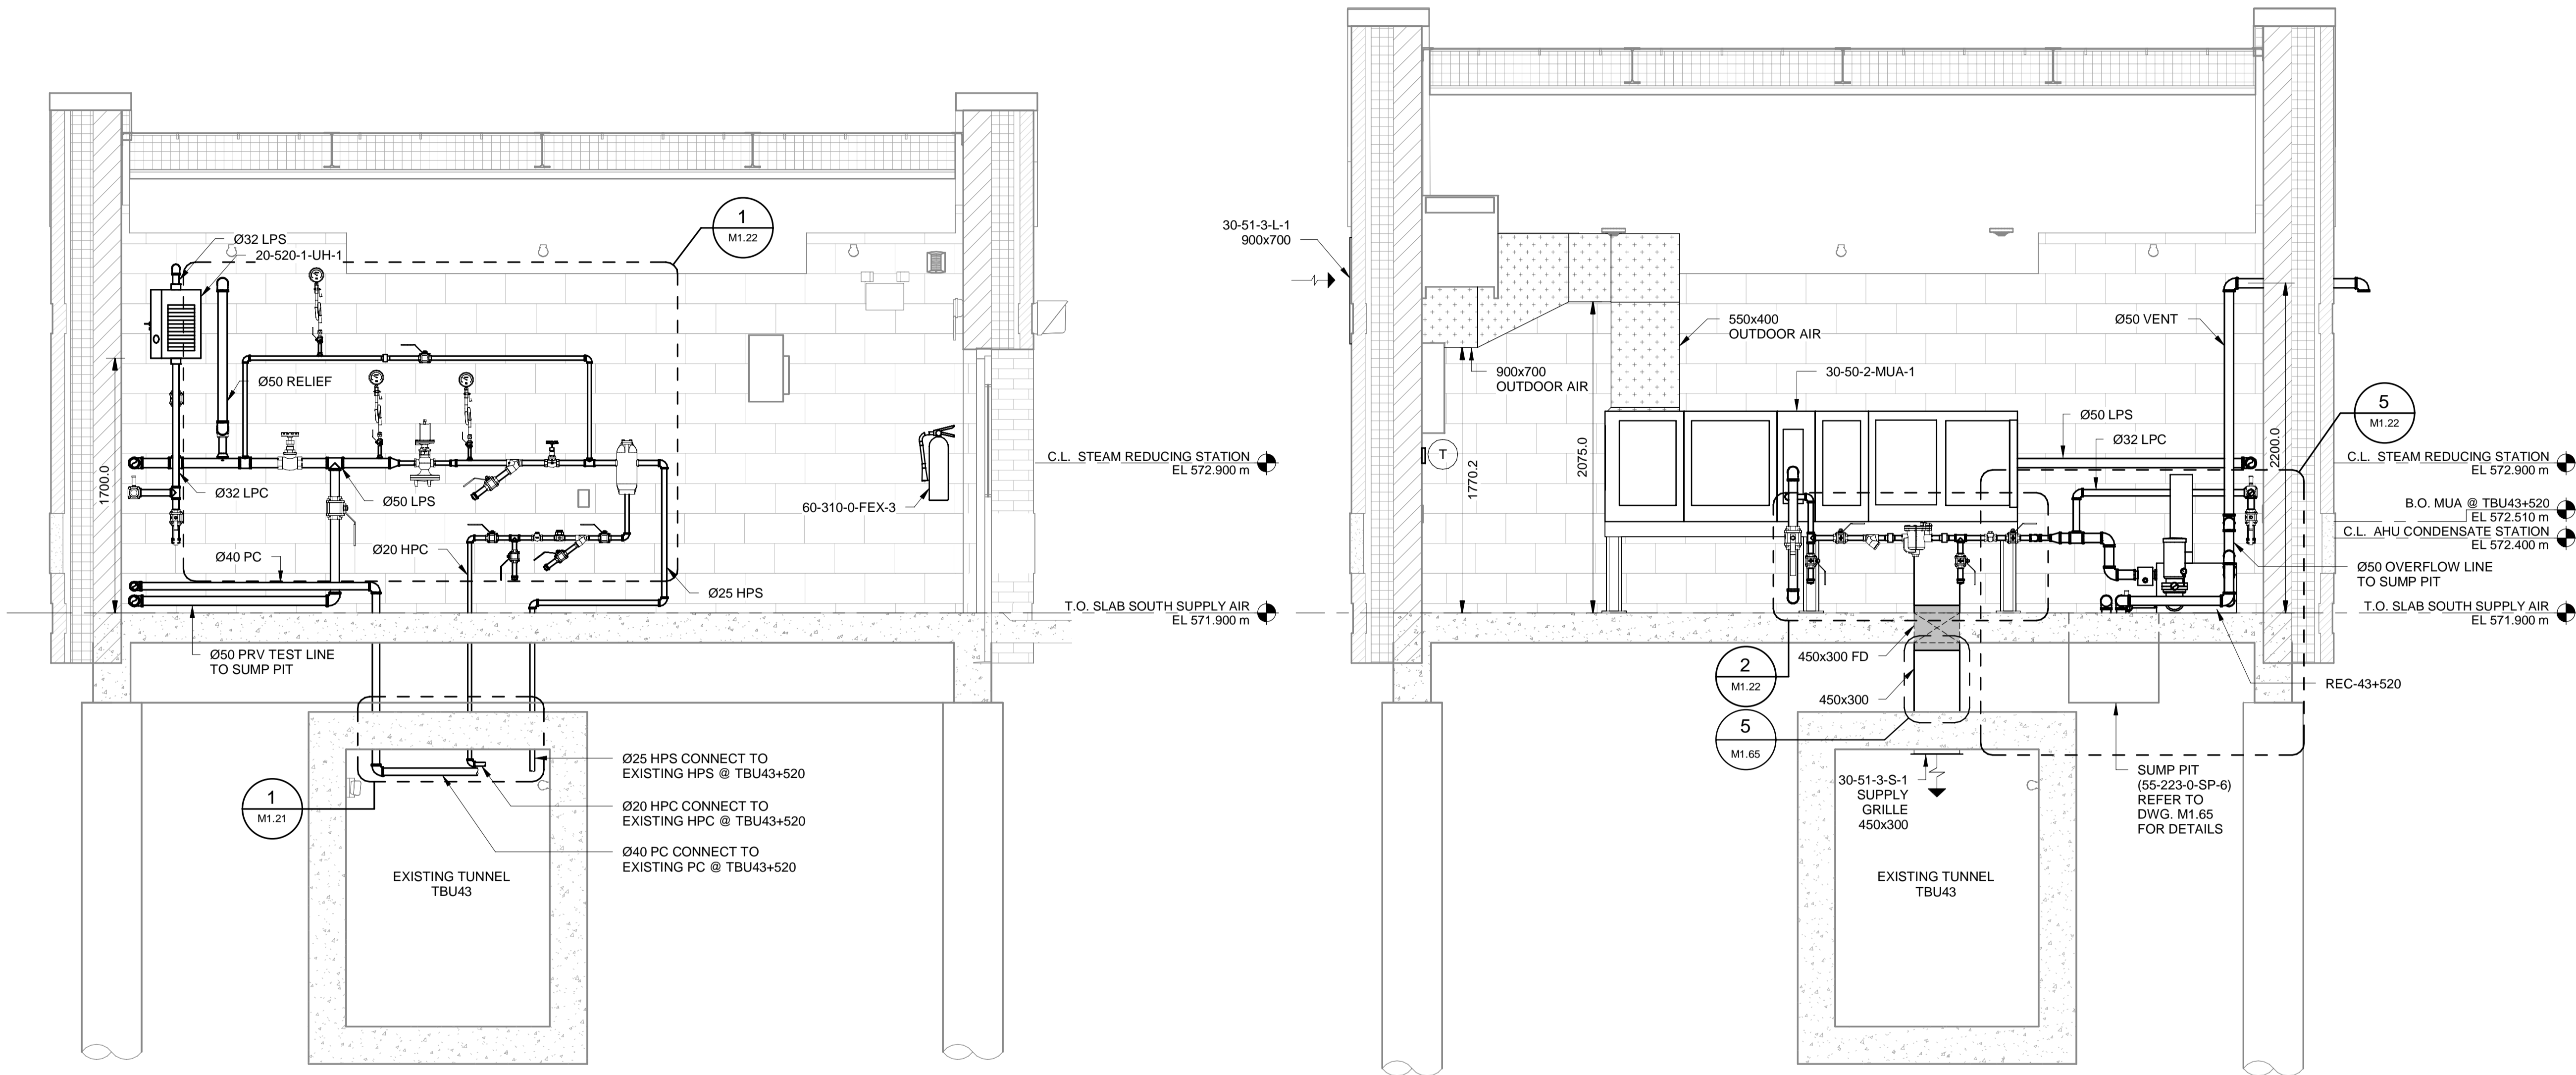 1
M1.22
Ø32 LPS
20-520-1-UH-1
Ø50 RELIEF
1700.0
Ø32 LPC
Ø50 LPS
60-310-0-FEX-3
C.L. STEAM REDUCING STATION
EL 572.900 m
Ø40 PC
Ø20 HPC
Ø25 HPS
T.O. SLAB SOUTH SUPPLY AIR
EL 571.900 m
Ø50 PRV TEST LINE
TO SUMP PIT
1
M1.21
Ø25 HPS CONNECT TO
EXISTING HPS @ TBU43+520
Ø20 HPC CONNECT TO
EXISTING HPC @ TBU43+520
Ø40 PC CONNECT TO
EXISTING PC @ TBU43+520
EXISTING TUNNEL
TBU43
30-51-3-L-1
900x700
550x400
OUTDOOR AIR
Ø50 VENT
900x700
OUTDOOR AIR
30-50-2-MUA-1
5
M1.22
Ø50 LPS
Ø32 LPC
T
1770.2
2075.0
2200.0
C.L. STEAM REDUCING STATION
EL 572.900 m
B.O. MUA @ TBU43+520
EL 572.510 m
C.L. AHU CONDENSATE STATION
EL 572.400 m
Ø50 OVERFLOW LINE
TO SUMP PIT
T.O. SLAB SOUTH SUPPLY AIR
EL 571.900 m
450x300 FD
2
M1.22
450x300
REC-43+520
5
M1.65
30-51-3-S-1
SUPPLY
GRILLE
450x300
SUMP PIT
(55-223-0-SP-6)
REFER TO
DWG. M1.65
FOR DETAILS
EXISTING TUNNEL
TBU43